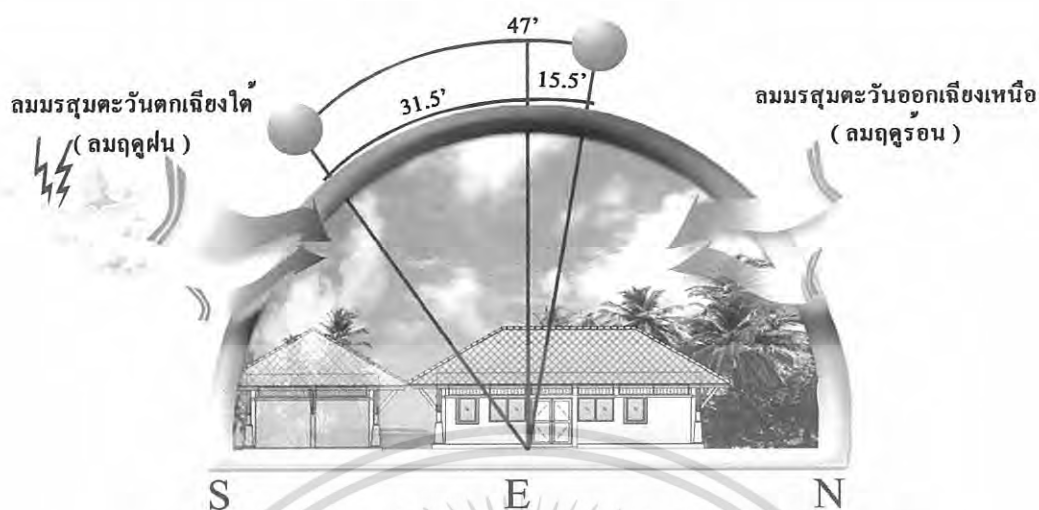 47’
15.5’
31.5’
ลมมรสุมตะวันตกเฉียงใต้
( ลมฤดูฝน )
ลมมรสุมตะวันออกเฉียงเหนือ
( ลมฤดูร้อน )
S E N